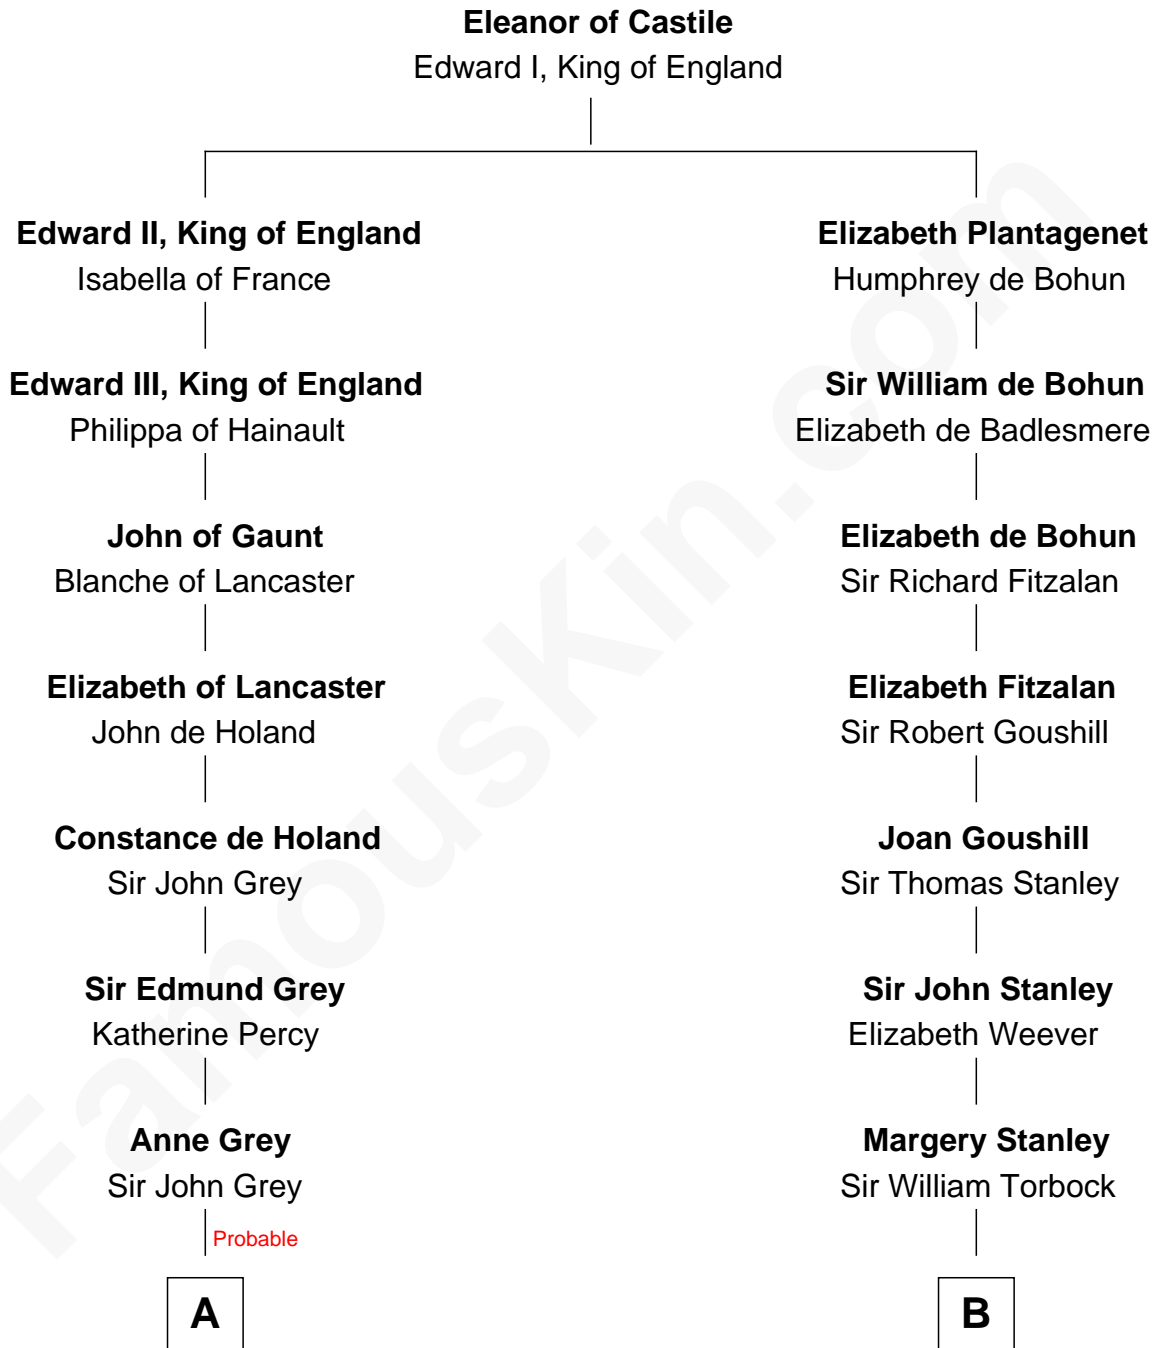 Eleanor of Castile
Edward I, King of England
Edward II, King of England
Isabella of France
Elizabeth Plantagenet
Humphrey de Bohun
Edward III, King of England
Philippa of Hainault
Sir William de Bohun
Elizabeth de Badlesmere
John of Gaunt
Blanche of Lancaster
Elizabeth de Bohun
Sir Richard Fitzalan
Elizabeth of Lancaster
John de Holand
Elizabeth Fitzalan
Sir Robert Goushill
Constance de Holand
Sir John Grey
Joan Goushill
Sir Thomas Stanley
Sir Edmund Grey
Katherine Percy
Sir John Stanley
Elizabeth Weever
Anne Grey
Sir John Grey
Margery Stanley
Sir William Torbock
Probable
A
B
FamousKin.com